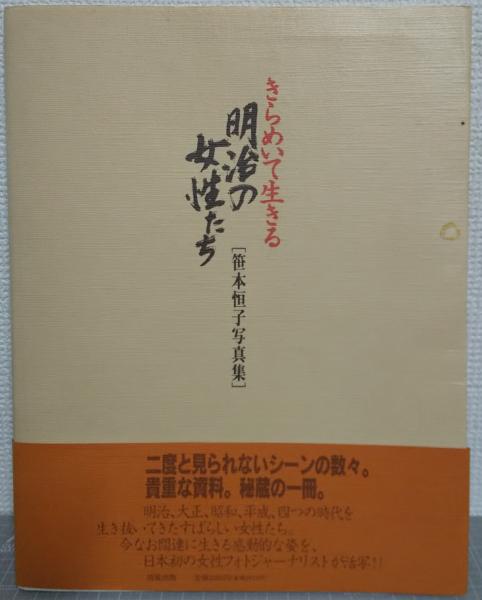 きらめいて生きる
明治の
女性たち
[笹本恒子写真集]
二度と見られないシーンの数々。
貴重な資料。秘蔵の一冊。
明治、大正、昭和、平成、四つの時代を
生き抜いてきたすばらしい女性たち。
今なお闊達に生きる感動的な姿を、
日本初の女性フォトジャーナリストが活写!!